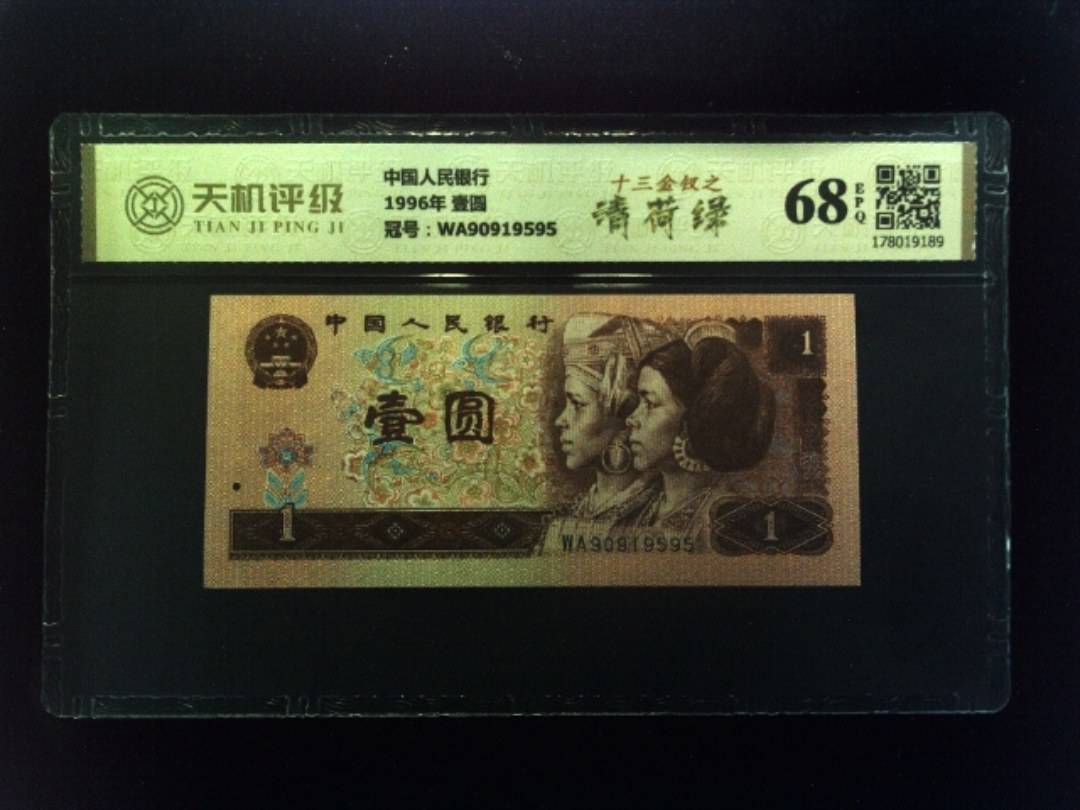 天机评级
TIAN JI PING JI
中国人民银行
1996年 壹圆
冠号：WA90919595
十三金钗之
清荷绿
68
EPQ
178019189
中国人民银行
1
壹圆
1
1
WA90919595